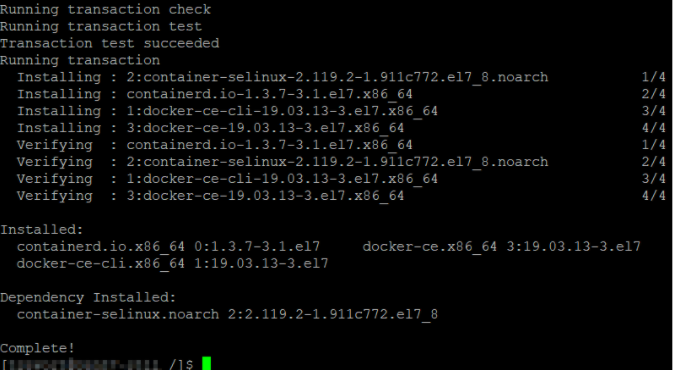 Running transaction check
Running transaction test
Transaction test succeeded
Running transaction
  Installing : 2:container-selinux-2.119.2-1.911c772.el7_8.noarch 1/4
  Installing : containerd.io-1.3.7-3.1.el7.x86_64 2/4
  Installing : 1:docker-ce-cli-19.03.13-3.el7.x86_64 3/4
  Installing : 3:docker-ce-19.03.13-3.el7.x86_64 4/4
  Verifying  : containerd.io-1.3.7-3.1.el7.x86_64 1/4
  Verifying  : 2:container-selinux-2.119.2-1.911c772.el7_8.noarch 2/4
  Verifying  : 1:docker-ce-cli-19.03.13-3.el7.x86_64 3/4
  Verifying  : 3:docker-ce-19.03.13-3.el7.x86_64 4/4
Installed:
  containerd.io.x86_64 0:1.3.7-3.1.el7     docker-ce.x86_64 3:19.03.13-3.el7
  docker-ce-cli.x86_64 1:19.03.13-3.el7
Dependency Installed:
  container-selinux.noarch 2:2.119.2-1.911c772.el7_8
Complete!
[ /]$